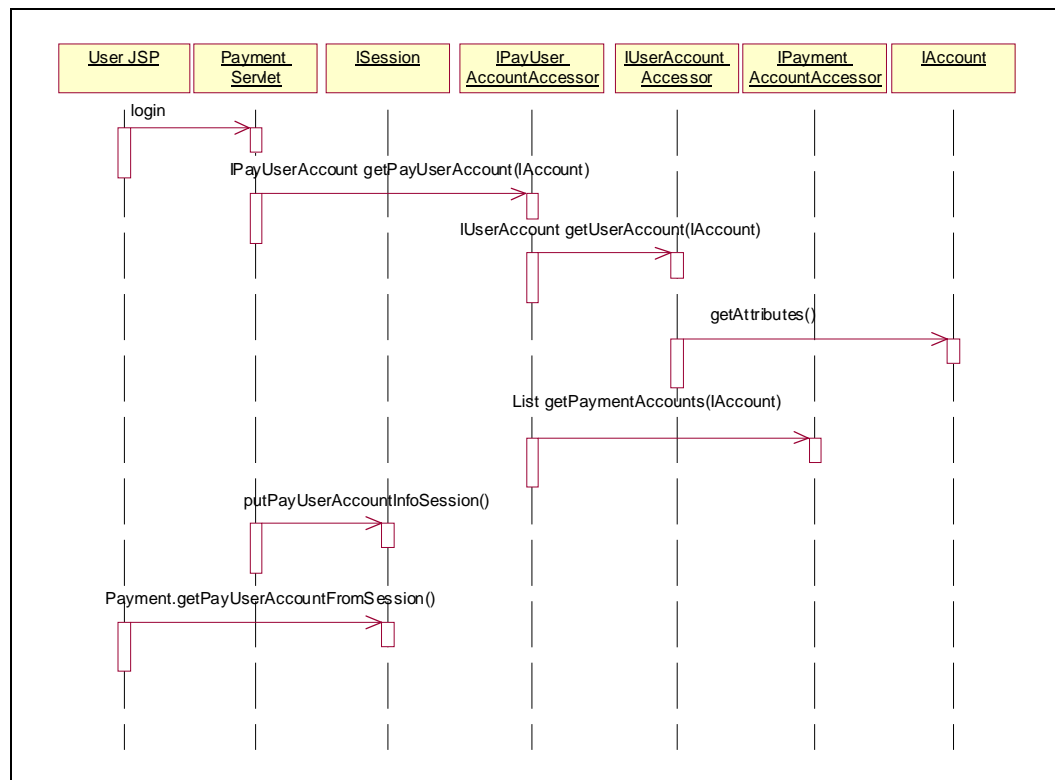 User JSP
Payment
Servlet
ISession
IPayUser
AccountAccessor
IUserAccount
Accessor
IPayment
AccountAccessor
IAccount
login
IPayUserAccount getPayUserAccount(IAccount)
IUserAccount getUserAccount(IAccount)
getAttributes()
List getPaymentAccounts(IAccount)
putPayUserAccountInfoSession()
Payment.getPayUserAccountFromSession()